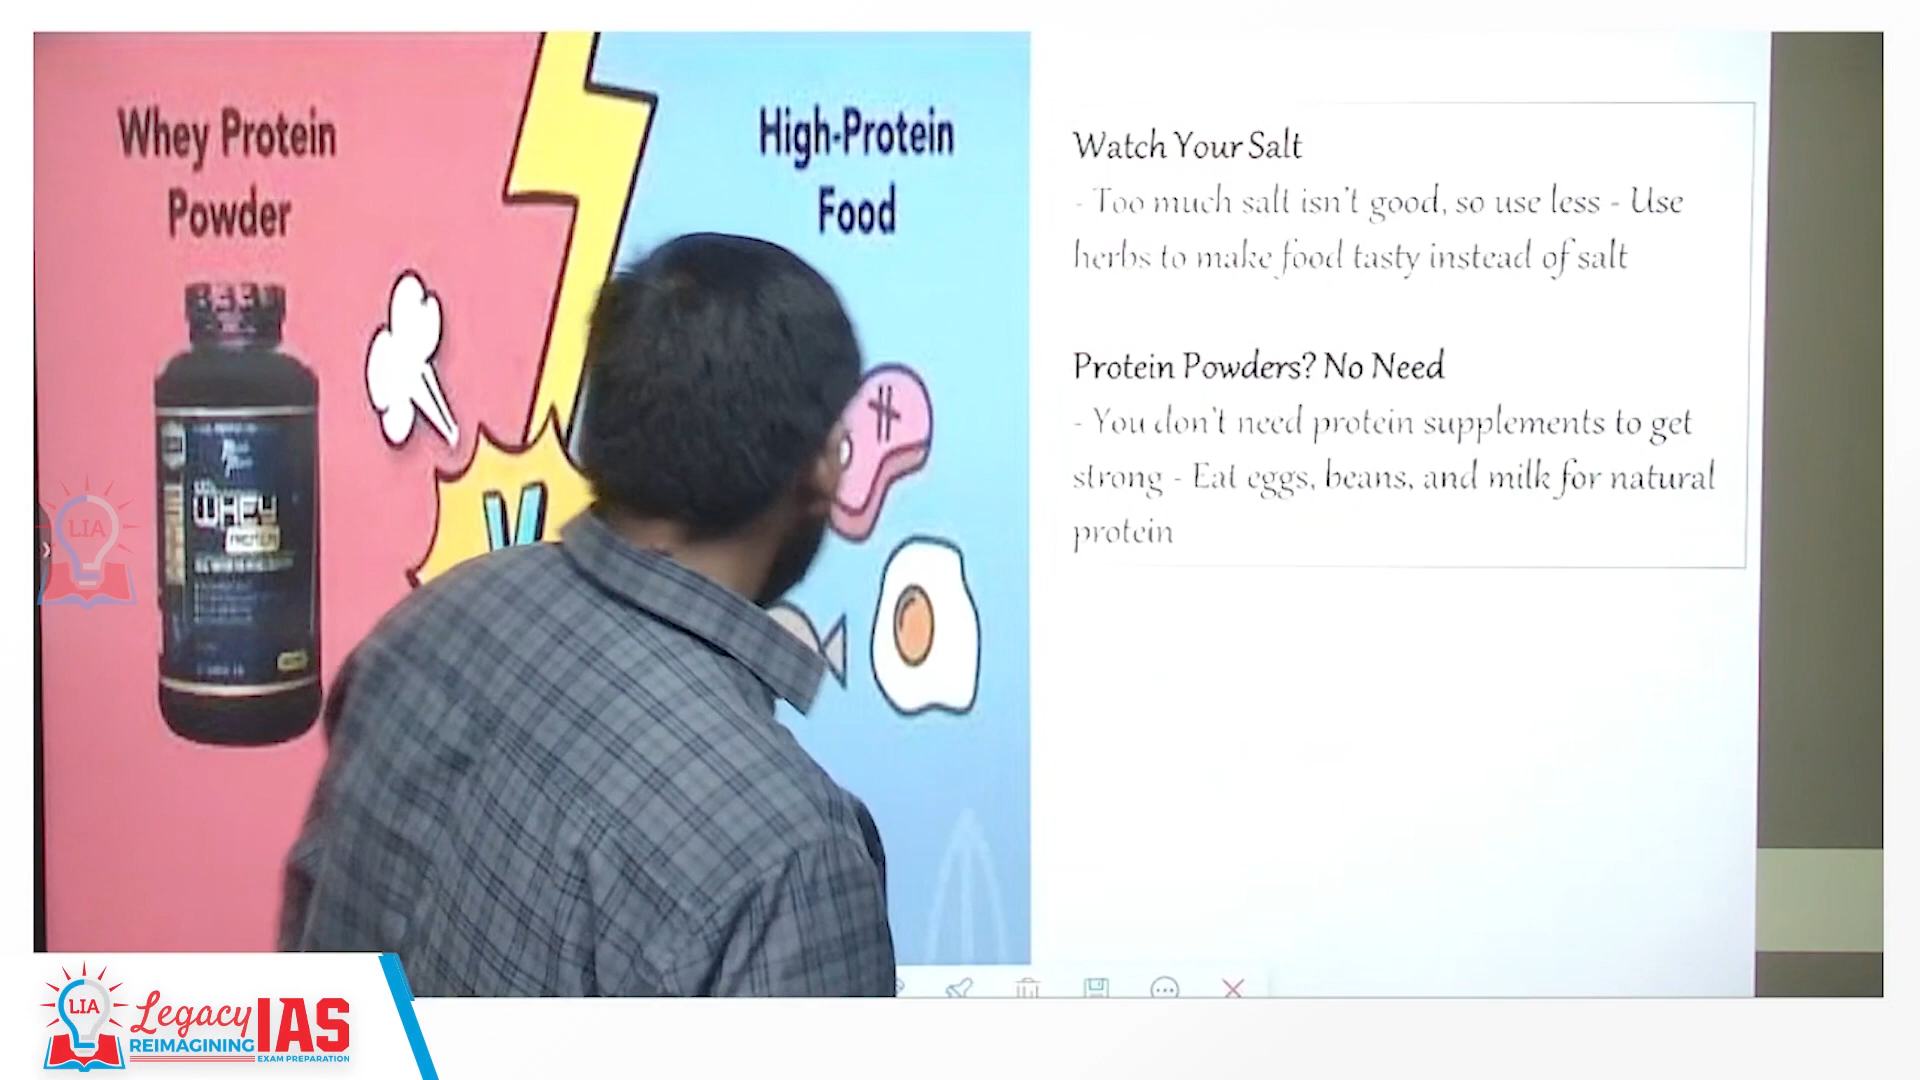 Whey Protein
Powder
High-Protein
Food
WHEY
V
Watch Your Salt
- Too much salt isn't good, so use less - Use
herbs to make food tasty instead of salt
Protein Powders? No Need
- You don't need protein supplements to get
strong - Eat eggs, beans, and milk for natural
protein
LIA
LIA
Legacy IAS
REIMAGINING
EXAM PREPARATION